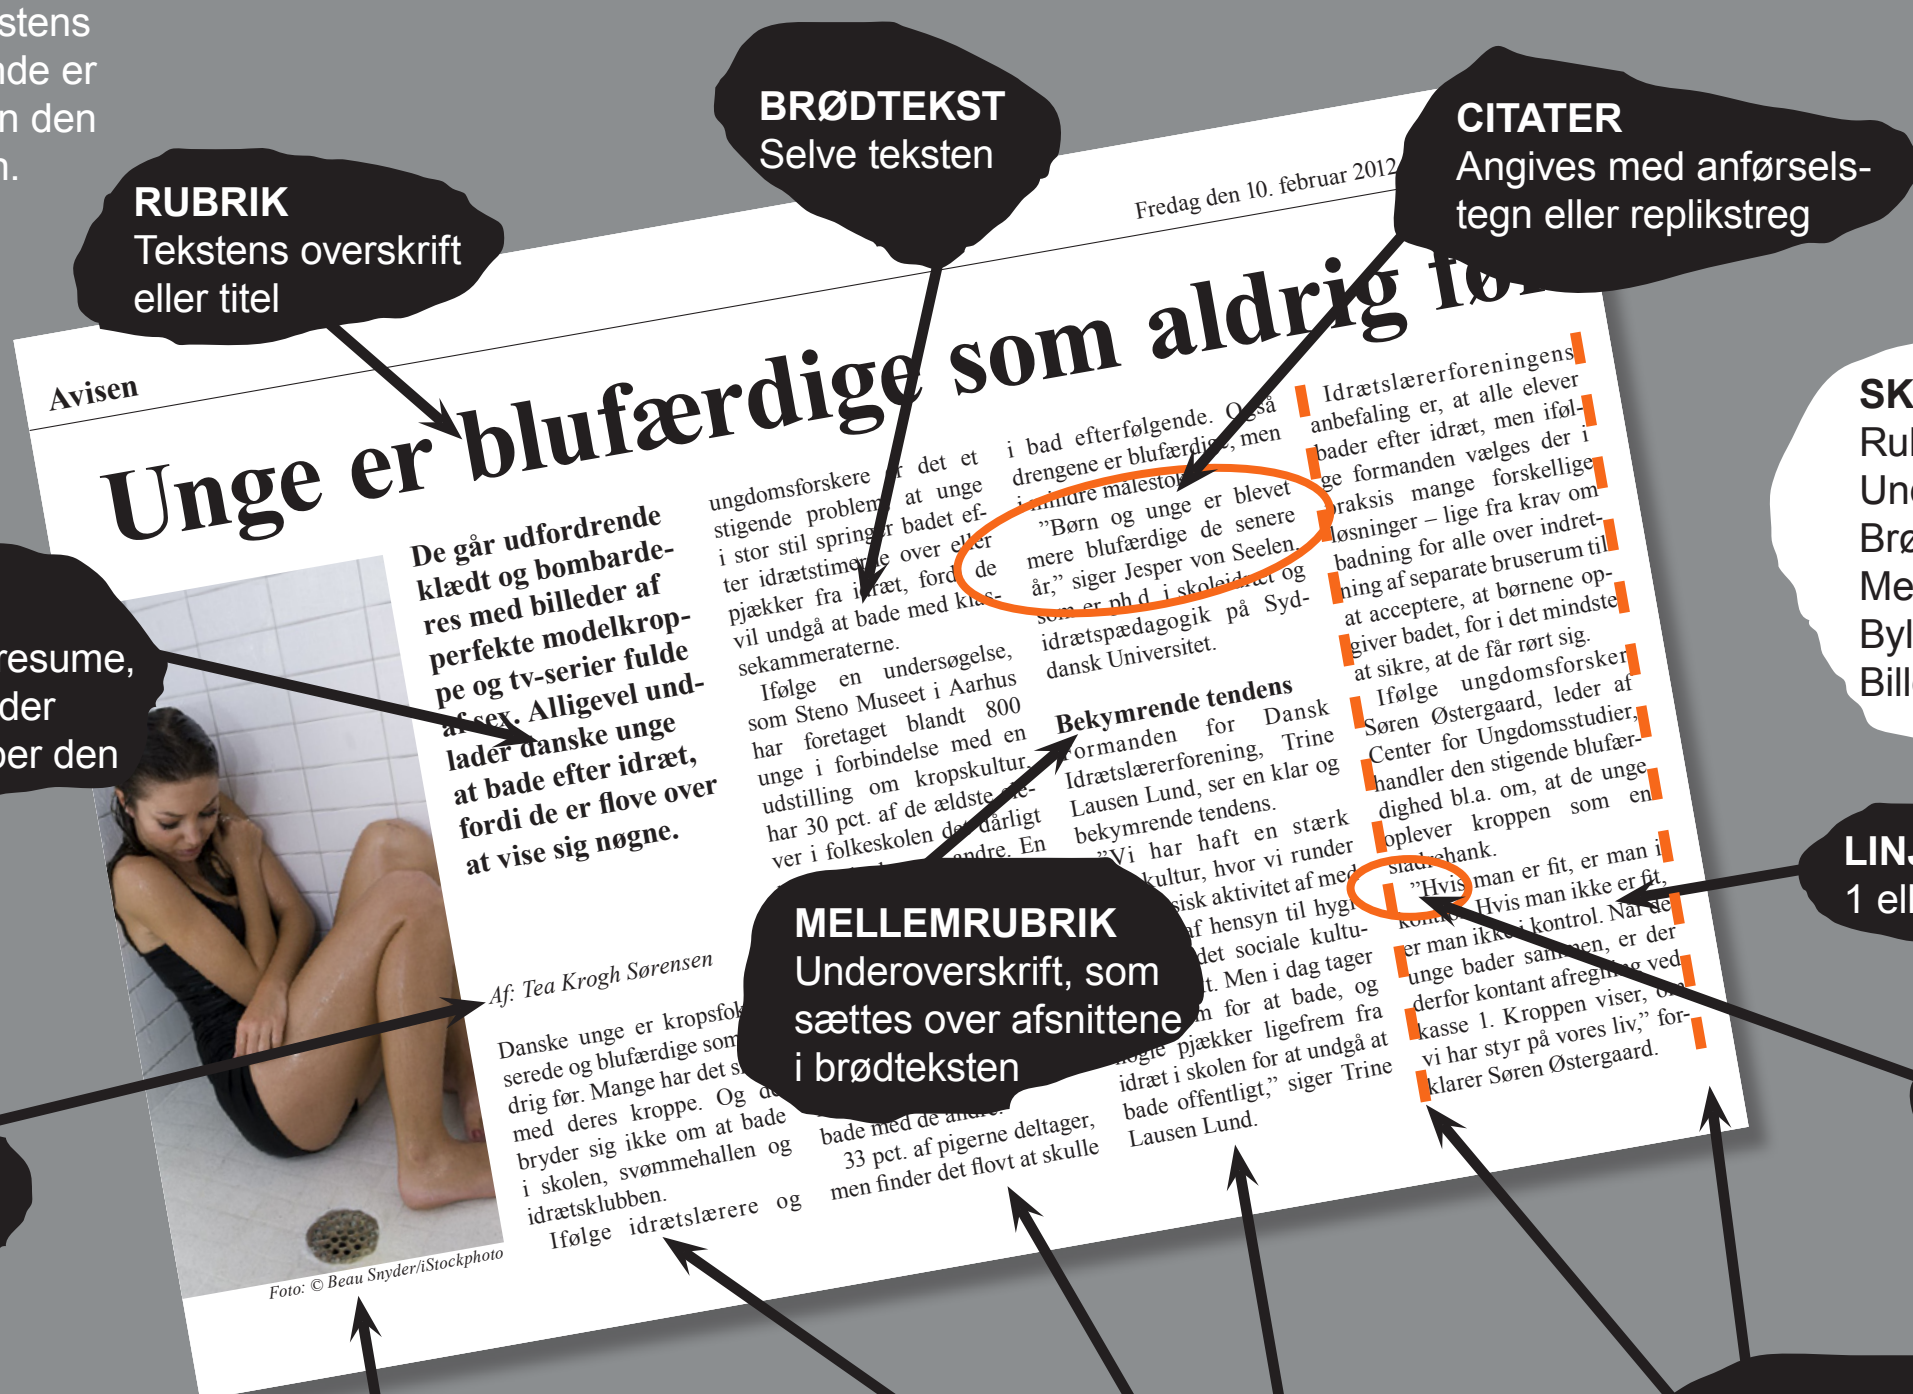 stens
nde er
n den
n.
RUBRIK
Tekstens overskrift
eller titel
BRØDTEKST
Selve teksten
CITATER
Angives med anførsels-
tegn eller replikstreg
Fredag den 10. februar 2012
Avisen
Unge er blufærdige som aldrig før
resume,
der
per den
De går udfordrende
klædt og bombarde-
res med billeder af
perfekte modelkrop-
pe og tv-serier fulde
af sex. Alligevel und-
lader danske unge
at bade efter idræt,
fordi de er flove over
at vise sig nøgne.
Af: Tea Krogh Sørensen
Danske unge er kropsfok
serede og blufærdige som
drig før. Mange har det s
med deres kroppe. Og de
bryder sig ikke om at bade
i skolen, svømmehallen og
idrætsklubben.
Ifølge idrætslærere og
ungdomsforskere er det et
stigende problem, at unge
i stor stil springer badet ef-
ter idrætstimerne over eller
pjækker fra idræt, fordi de
vil undgå at bade med klas-
sekammeraterne.
Ifølge en undersøgelse,
som Steno Museet i Aarhus
har foretaget blandt 800
unge i forbindelse med en
udstilling om kropskultur,
har 30 pct. af de ældste ele-
ver i folkeskolen det dårligt
andre. En
bade med de andre.
33 pct. af pigerne deltager,
men finder det flovt at skulle
i bad efterfølgende. Også
drengene er blufærdige, men
i mindre målestok.
”Børn og unge er blevet
mere blufærdige de senere
år,” siger Jesper von Seelen,
som er ph.d. i skoleidræt og
idrætspædagogik på Syd-
dansk Universitet.
Bekymrende tendens
Formanden for Dansk
Idrætslærerforening, Trine
Lausen Lund, ser en klar og
bekymrende tendens.
”Vi har haft en stærk
kultur, hvor vi runder
sisk aktivitet af med
af hensyn til hygi-
det sociale kultu-
t. Men i dag tager
m for at bade, og
nogle pjækker ligefrem fra
idræt i skolen for at undgå at
bade offentligt,” siger Trine
Lausen Lund.
Idrætslærerforeningens
anbefaling er, at alle elever
bader efter idræt, men iføl-
ge formanden vælges der i
praksis mange forskellige
løsninger – lige fra krav om
badning for alle over indret-
ning af separate bruserum til
at acceptere, at børnene op-
giver badet, for i det mindste
at sikre, at de får rørt sig.
Ifølge ungdomsforsker
Søren Østergaard, leder af
Center for Ungdomsstudier,
handler den stigende blufær-
dighed bl.a. om, at de unge
oplever kroppen som en
sladrehank.
”Hvis man er fit, er man i
kontrol. Hvis man ikke er fit,
er man ikke i kontrol. Når de
unge bader sammen, er der
derfor kontant afregning ved
kasse 1. Kroppen viser, om
vi har styr på vores liv,” for-
klarer Søren Østergaard.
MELLEMRUBRIK
Underoverskrift, som
sættes over afsnittene
i brødteksten
Foto: © Beau Snyder/iStockphoto
SK
Rul
Und
Brø
Me
Byl
Bill
LINJ
1 ell